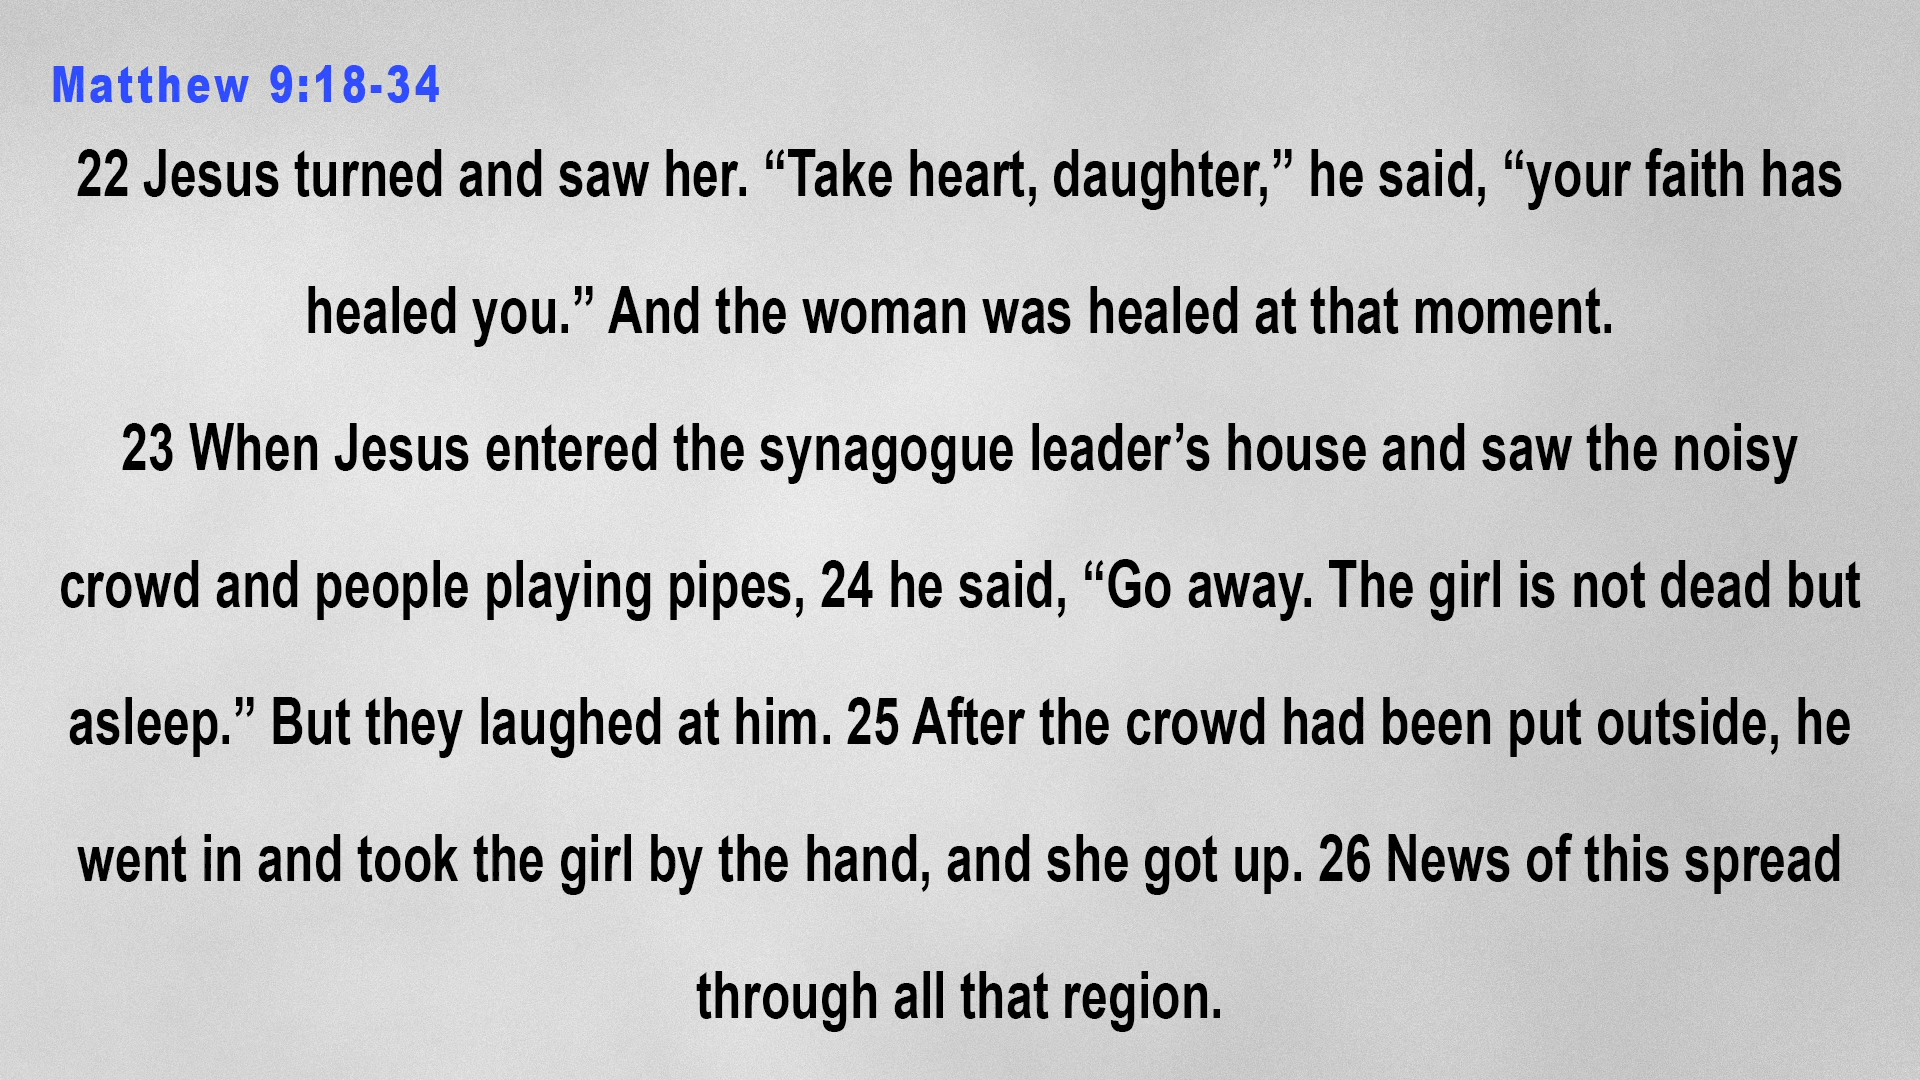 Matthew 9:18-34
22 Jesus turned and saw her. “Take heart, daughter,” he said, “your faith has
healed you.” And the woman was healed at that moment.
23 When Jesus entered the synagogue leader’s house and saw the noisy
crowd and people playing pipes, 24 he said, “Go away. The girl is not dead but
asleep.” But they laughed at him. 25 After the crowd had been put outside, he
went in and took the girl by the hand, and she got up. 26 News of this spread
through all that region.